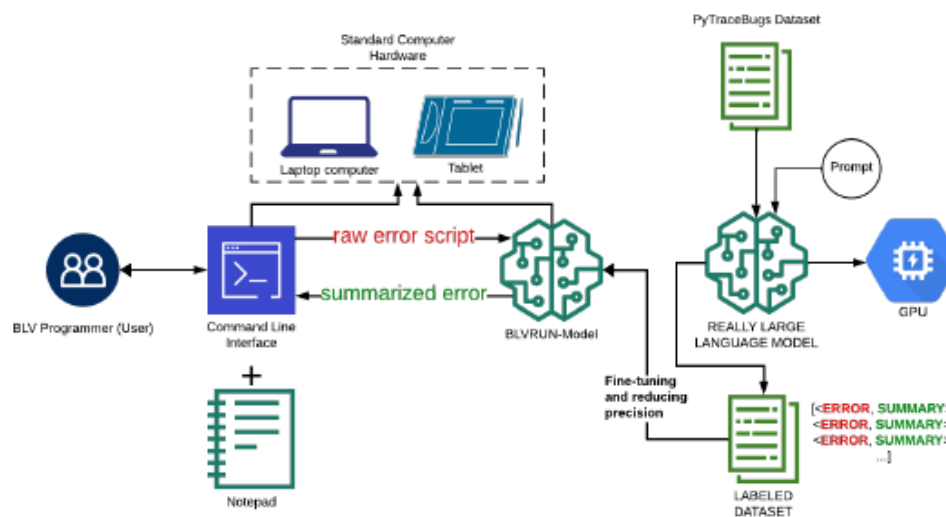 PyTraceBugs Dataset
Standard Computer
Hardware
Laptop computer
Tablet
Prompt
raw error script
summarized error
BLV Programmer (User)
Command Line
Interface
BLVRUN-Model
REALLY LARGE
LANGUAGE MODEL
GPU
+
Notepad
Fine-tuning
and reducing
precision
[<ERROR, SUMMARY>
<ERROR, SUMMARY>
<ERROR, SUMMARY>
...]
LABELED
DATASET